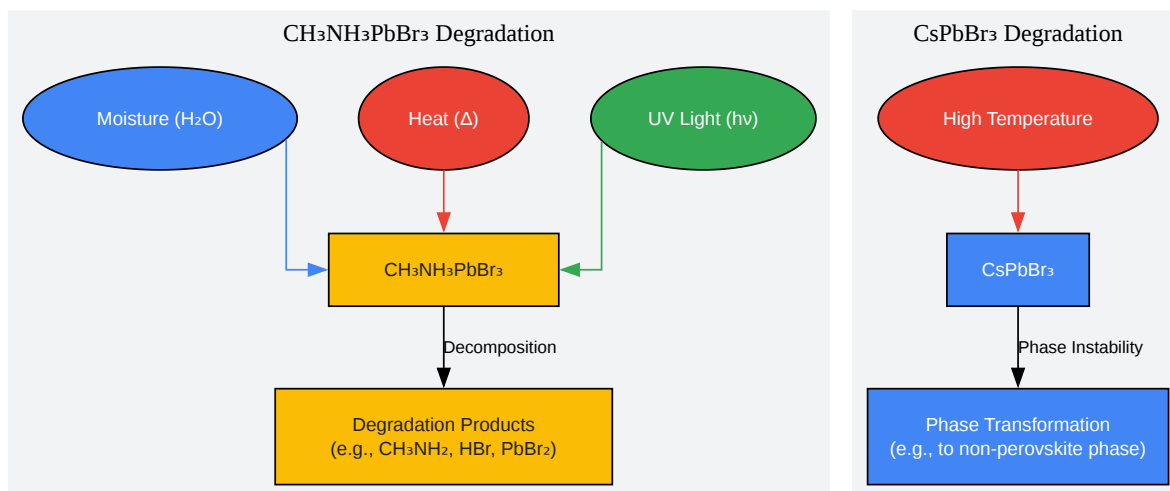 CH₃NH₃PbBr₃ Degradation
Moisture (H₂O)
Heat (Δ)
UV Light (hν)
CH₃NH₃PbBr₃
Decomposition
Degradation Products
(e.g., CH₃NH₂, HBr, PbBr₂)
CsPbBr₃ Degradation
High Temperature
CsPbBr₃
Phase Instability
Phase Transformation
(e.g., to non-perovskite phase)